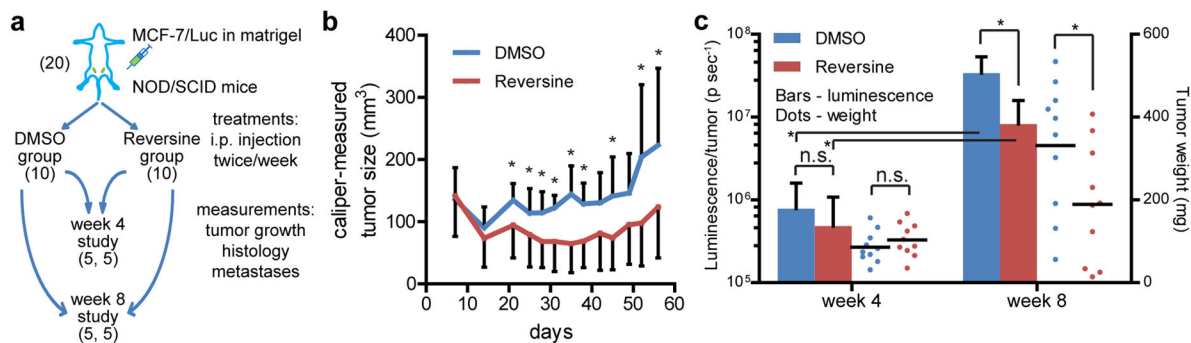 a
MCF-7/Luc in matrigel
(20)
NOD/SCID mice
DMSO
group
(10)
Reversine
group
(10)
treatments:
i.p. injection
twice/week
week 4
study
(5, 5)
measurements:
tumor growth
histology
metastases
week 8
study
(5, 5)
b
caliper-measured
tumor size (mm³)
400
300
200
100
0
DMSO
Reversine
* * * * * * * * *
0 10 20 30 40 50 60
days
c
Luminescence/tumor (p sec⁻¹)
10⁸
10⁷
10⁶
10⁵
DMSO
Reversine
Bars - luminescence
Dots - weight
*
*
n.s.
n.s.
*
*
week 4
week 8
600
400
200
0
Tumor weight (mg)